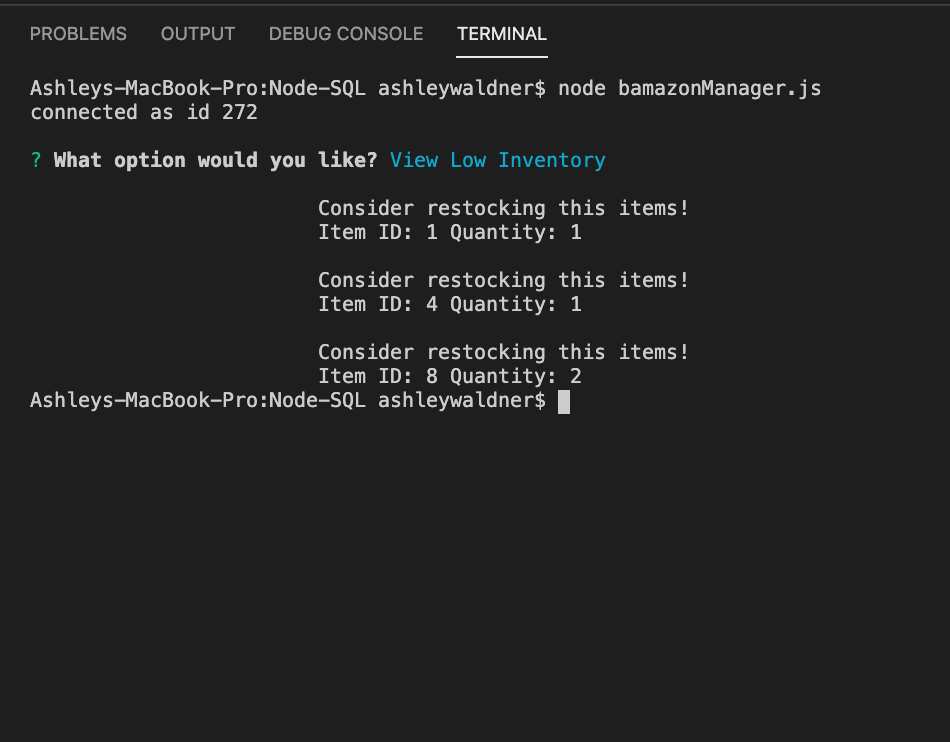 PROBLEMS OUTPUT DEBUG CONSOLE TERMINAL
Ashleys-MacBook-Pro:Node-SQL ashleywaldner$ node bamazonManager.js
connected as id 272
? What option would you like? View Low Inventory
Consider restocking this items!
Item ID: 1 Quantity: 1
Consider restocking this items!
Item ID: 4 Quantity: 1
Consider restocking this items!
Item ID: 8 Quantity: 2
Ashleys-MacBook-Pro:Node-SQL ashleywaldner$